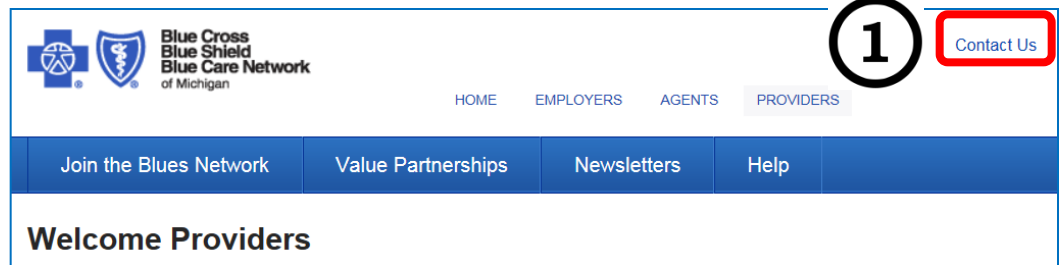 Blue Cross
Blue Shield
Blue Care Network
of Michigan
1
Contact Us
HOME EMPLOYERS AGENTS PROVIDERS
Join the Blues Network Value Partnerships Newsletters Help
Welcome Providers